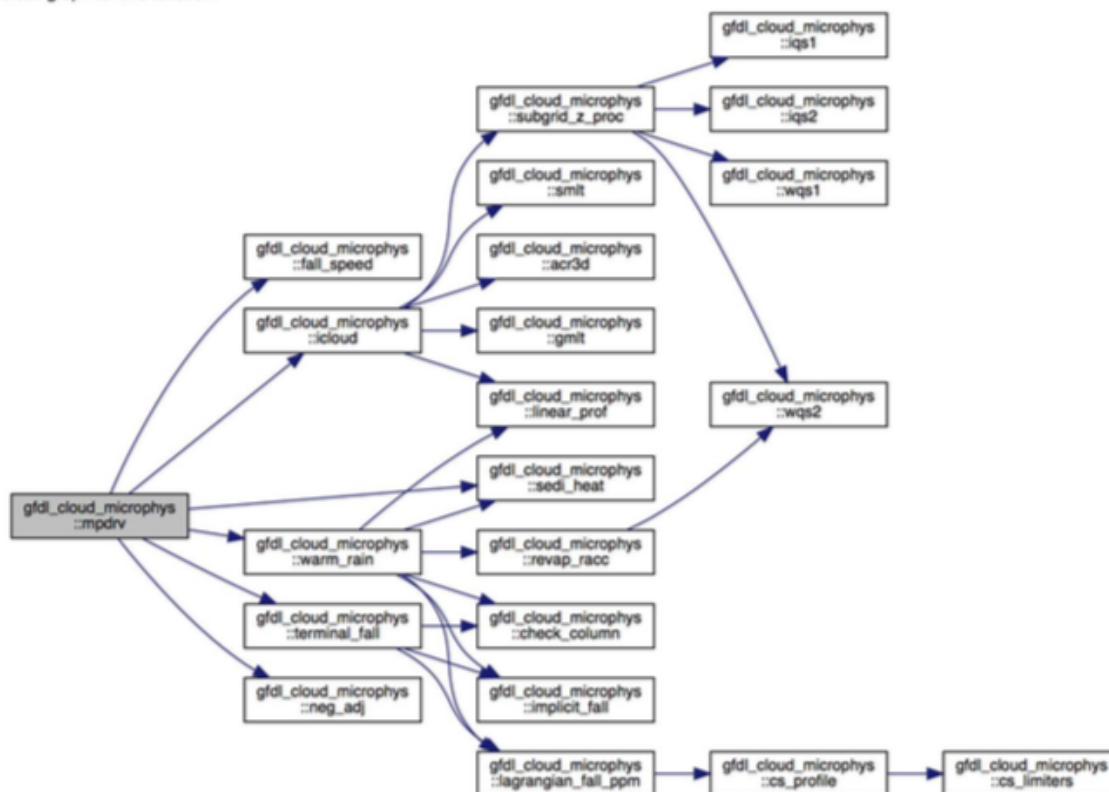 gfdl_cloud_microphys
::iqs1
gfdl_cloud_microphys
::subgrid_z_proc
gfdl_cloud_microphys
::iqs2
gfdl_cloud_microphys
::smlt
gfdl_cloud_microphys
::wqs1
gfdl_cloud_microphys
::fall_speed
gfdl_cloud_microphys
::acr3d
gfdl_cloud_microphys
::icloud
gfdl_cloud_microphys
::gmlt
gfdl_cloud_microphys
::linear_prof
gfdl_cloud_microphys
::wqs2
gfdl_cloud_microphys
::sedi_heat
gfdl_cloud_microphys
::mpdrv
gfdl_cloud_microphys
::warm_rain
gfdl_cloud_microphys
::revap_racc
gfdl_cloud_microphys
::terminal_fall
gfdl_cloud_microphys
::check_column
gfdl_cloud_microphys
::neg_adj
gfdl_cloud_microphys
::implicit_fall
gfdl_cloud_microphys
::lagrangian_fall_ppm
gfdl_cloud_microphys
::cs_profile
gfdl_cloud_microphys
::cs_limiters